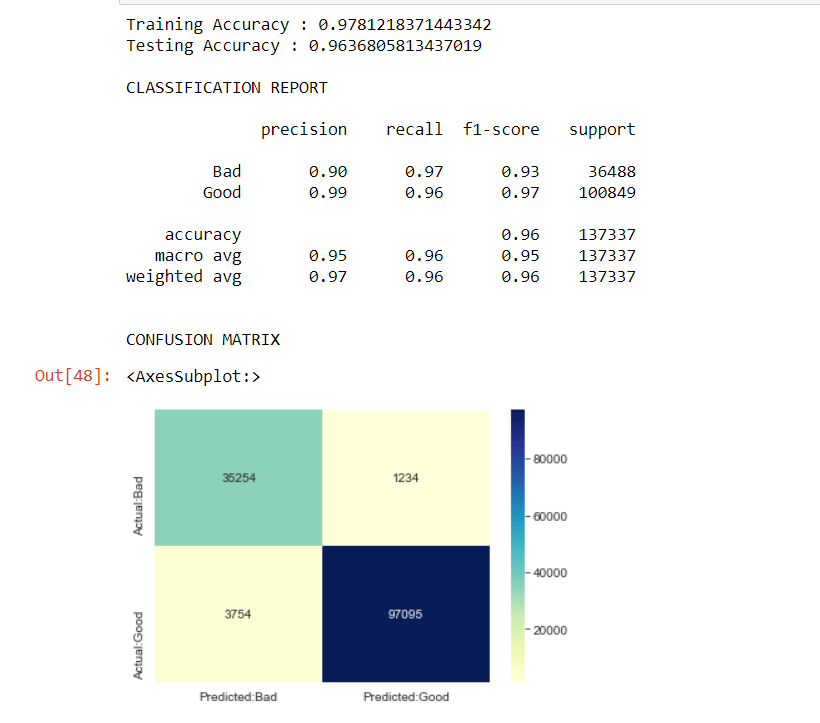 Training Accuracy : 0.9781218371443342
Testing Accuracy : 0.9636805813437019
CLASSIFICATION REPORT
precision recall f1-score support
Bad 0.90 0.97 0.93 36488
Good 0.99 0.96 0.97 100849
accuracy 0.96 137337
macro avg 0.95 0.96 0.95 137337
weighted avg 0.97 0.96 0.96 137337
CONFUSION MATRIX
Out[48]: <AxesSubplot:>
Actual:Bad
35254 1234
Actual:Good
3754 97095
Predicted:Bad Predicted:Good
80000
60000
40000
20000